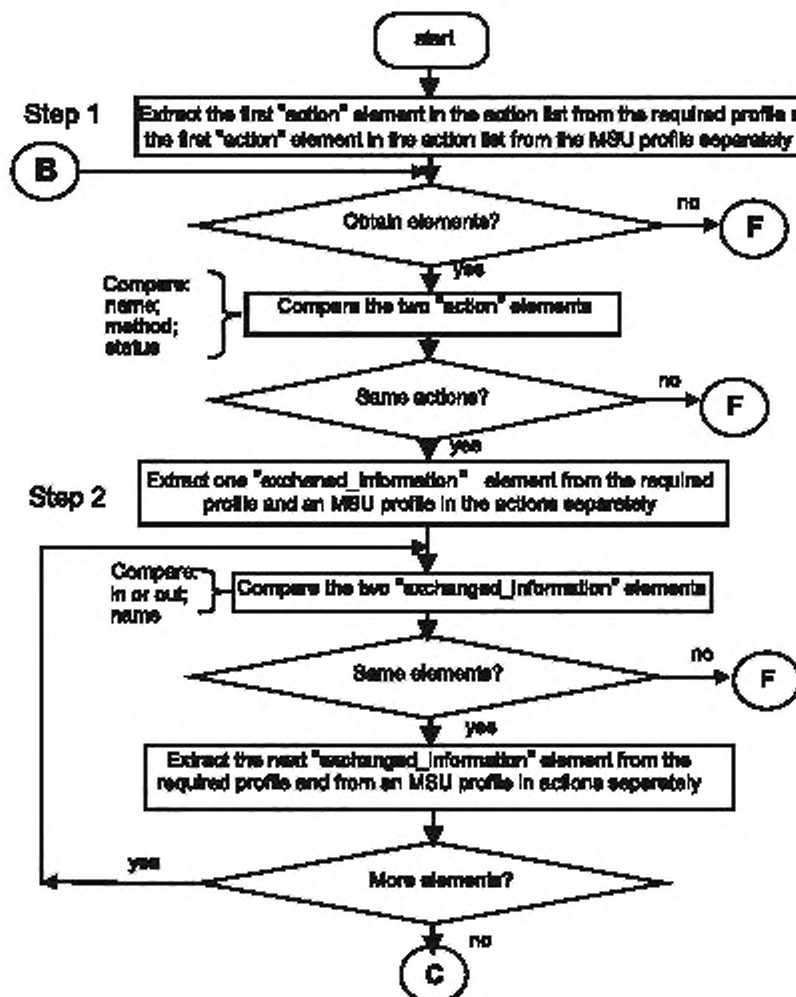 start
Step 1
Extract the first "action" element in the action list from the required profile
the first "action" element in the action list from the MSU profile separately
B
Obtain elements?
no
F
yes
Compare:
name;
method;
status
Compare the two "action" elements
Same actions?
no
F
yes
Step 2
Extract one "exchaned_information" element from the required
profile and an MSU profile in the actions separately
Compare:
in or out;
name
Compare the two "exchanged_information" elements
Same elements?
no
F
yes
Extract the next "exchanged_information" element from the
required profile and from an MSU profile in actions separately
yes
More elements?
no
C